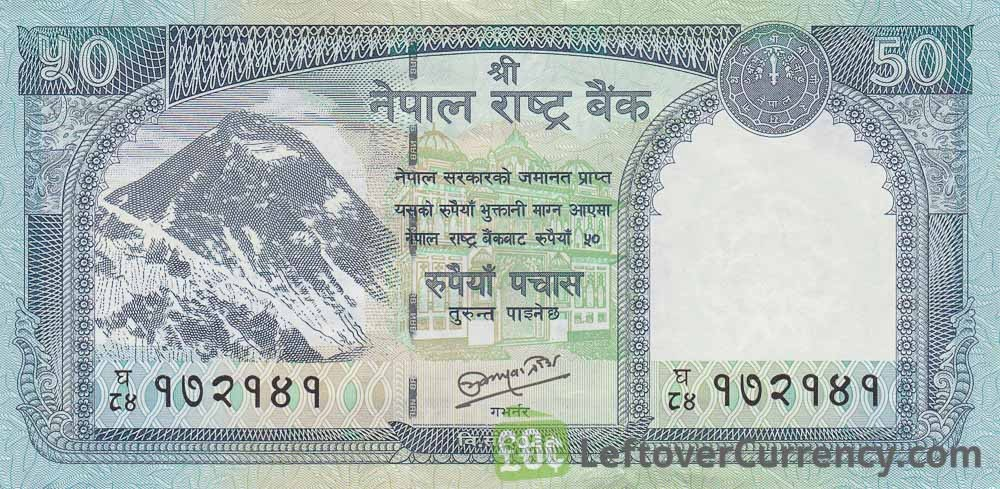 ५० 50
श्री
नेपाल राष्ट्र बैंक
नेपाल सरकारको जमानत प्राप्त
यसको रुपैयाँ भुक्तानी माग्न आएमा
नेपाल राष्ट्र बैंकबाट रुपैयाँ ५०
रुपैयाँ पचास
तुरुन्त पाइनेछ
घ
८४ १७२१४१
गभर्नर
घ
८४ १७२१४१
LeftoverCurrency.com